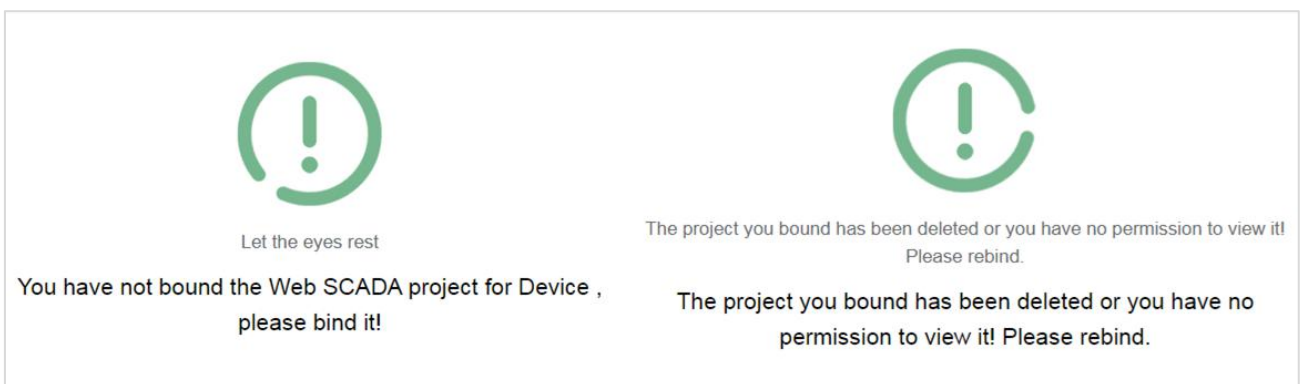 Let the eyes rest
You have not bound the Web SCADA project for Device ,
please bind it!
The project you bound has been deleted or you have no permission to view it!
Please rebind.
The project you bound has been deleted or you have no
permission to view it! Please rebind.